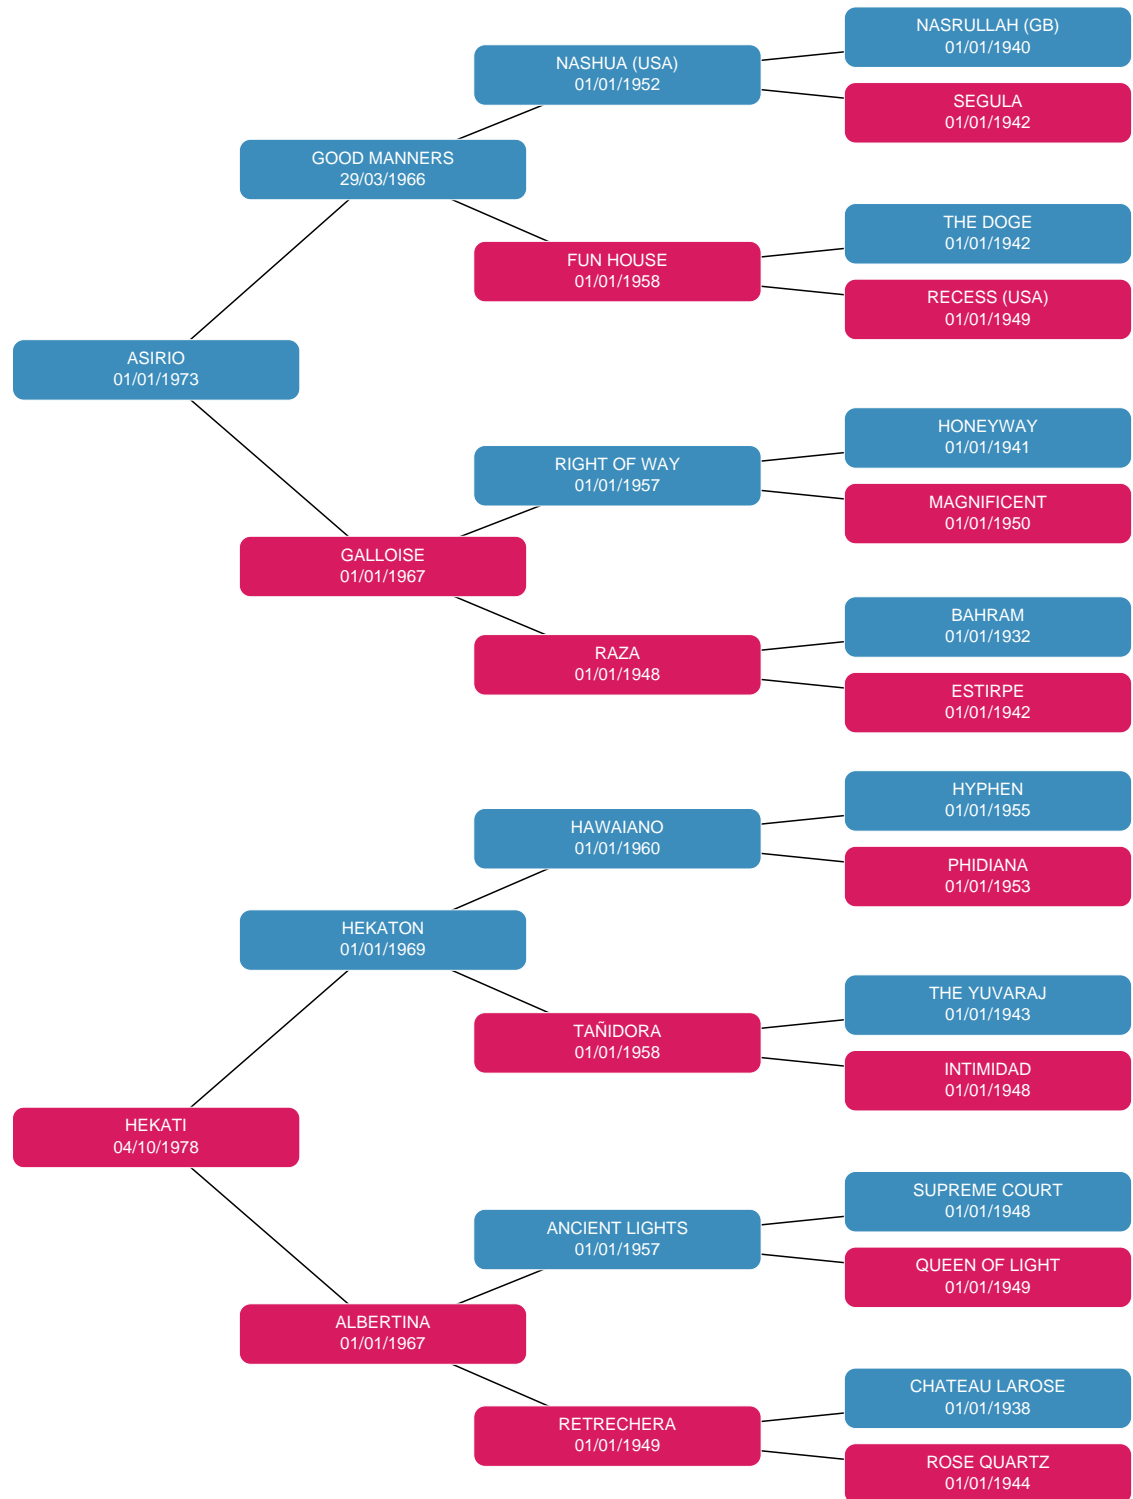 NASRULLAH (GB)
01/01/1940
NASHUA (USA)
01/01/1952
SEGULA
01/01/1942
GOOD MANNERS
29/03/1966
THE DOGE
01/01/1942
FUN HOUSE
01/01/1958
RECESS (USA)
01/01/1949
ASIRIO
01/01/1973
HONEYWAY
01/01/1941
RIGHT OF WAY
01/01/1957
MAGNIFICENT
01/01/1950
GALLOISE
01/01/1967
BAHRAM
01/01/1932
RAZA
01/01/1948
ESTIRPE
01/01/1942
HYPHEN
01/01/1955
HAWAIANO
01/01/1960
PHIDIANA
01/01/1953
HEKATON
01/01/1969
THE YUVARAJ
01/01/1943
TAÑIDORA
01/01/1958
INTIMIDAD
01/01/1948
HEKATI
04/10/1978
SUPREME COURT
01/01/1948
ANCIENT LIGHTS
01/01/1957
QUEEN OF LIGHT
01/01/1949
ALBERTINA
01/01/1967
CHATEAU LAROSE
01/01/1938
RETRECHERA
01/01/1949
ROSE QUARTZ
01/01/1944